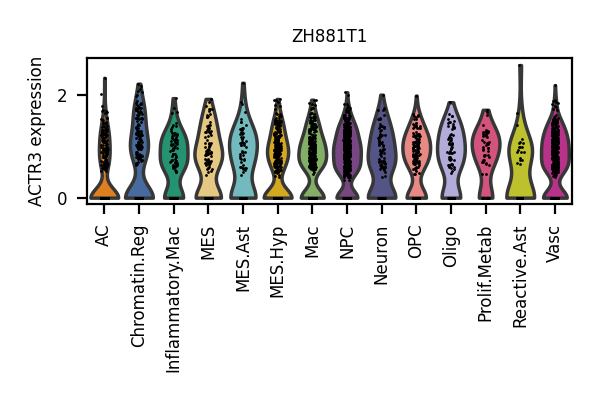 ZH881T1
ACTR3 expression
2
0
AC
Chromatin.Reg
Inflammatory.Mac
MES
MES.Ast
MES.Hyp
Mac
NPC
Neuron
OPC
Oligo
Prolif.Metab
Reactive.Ast
Vasc